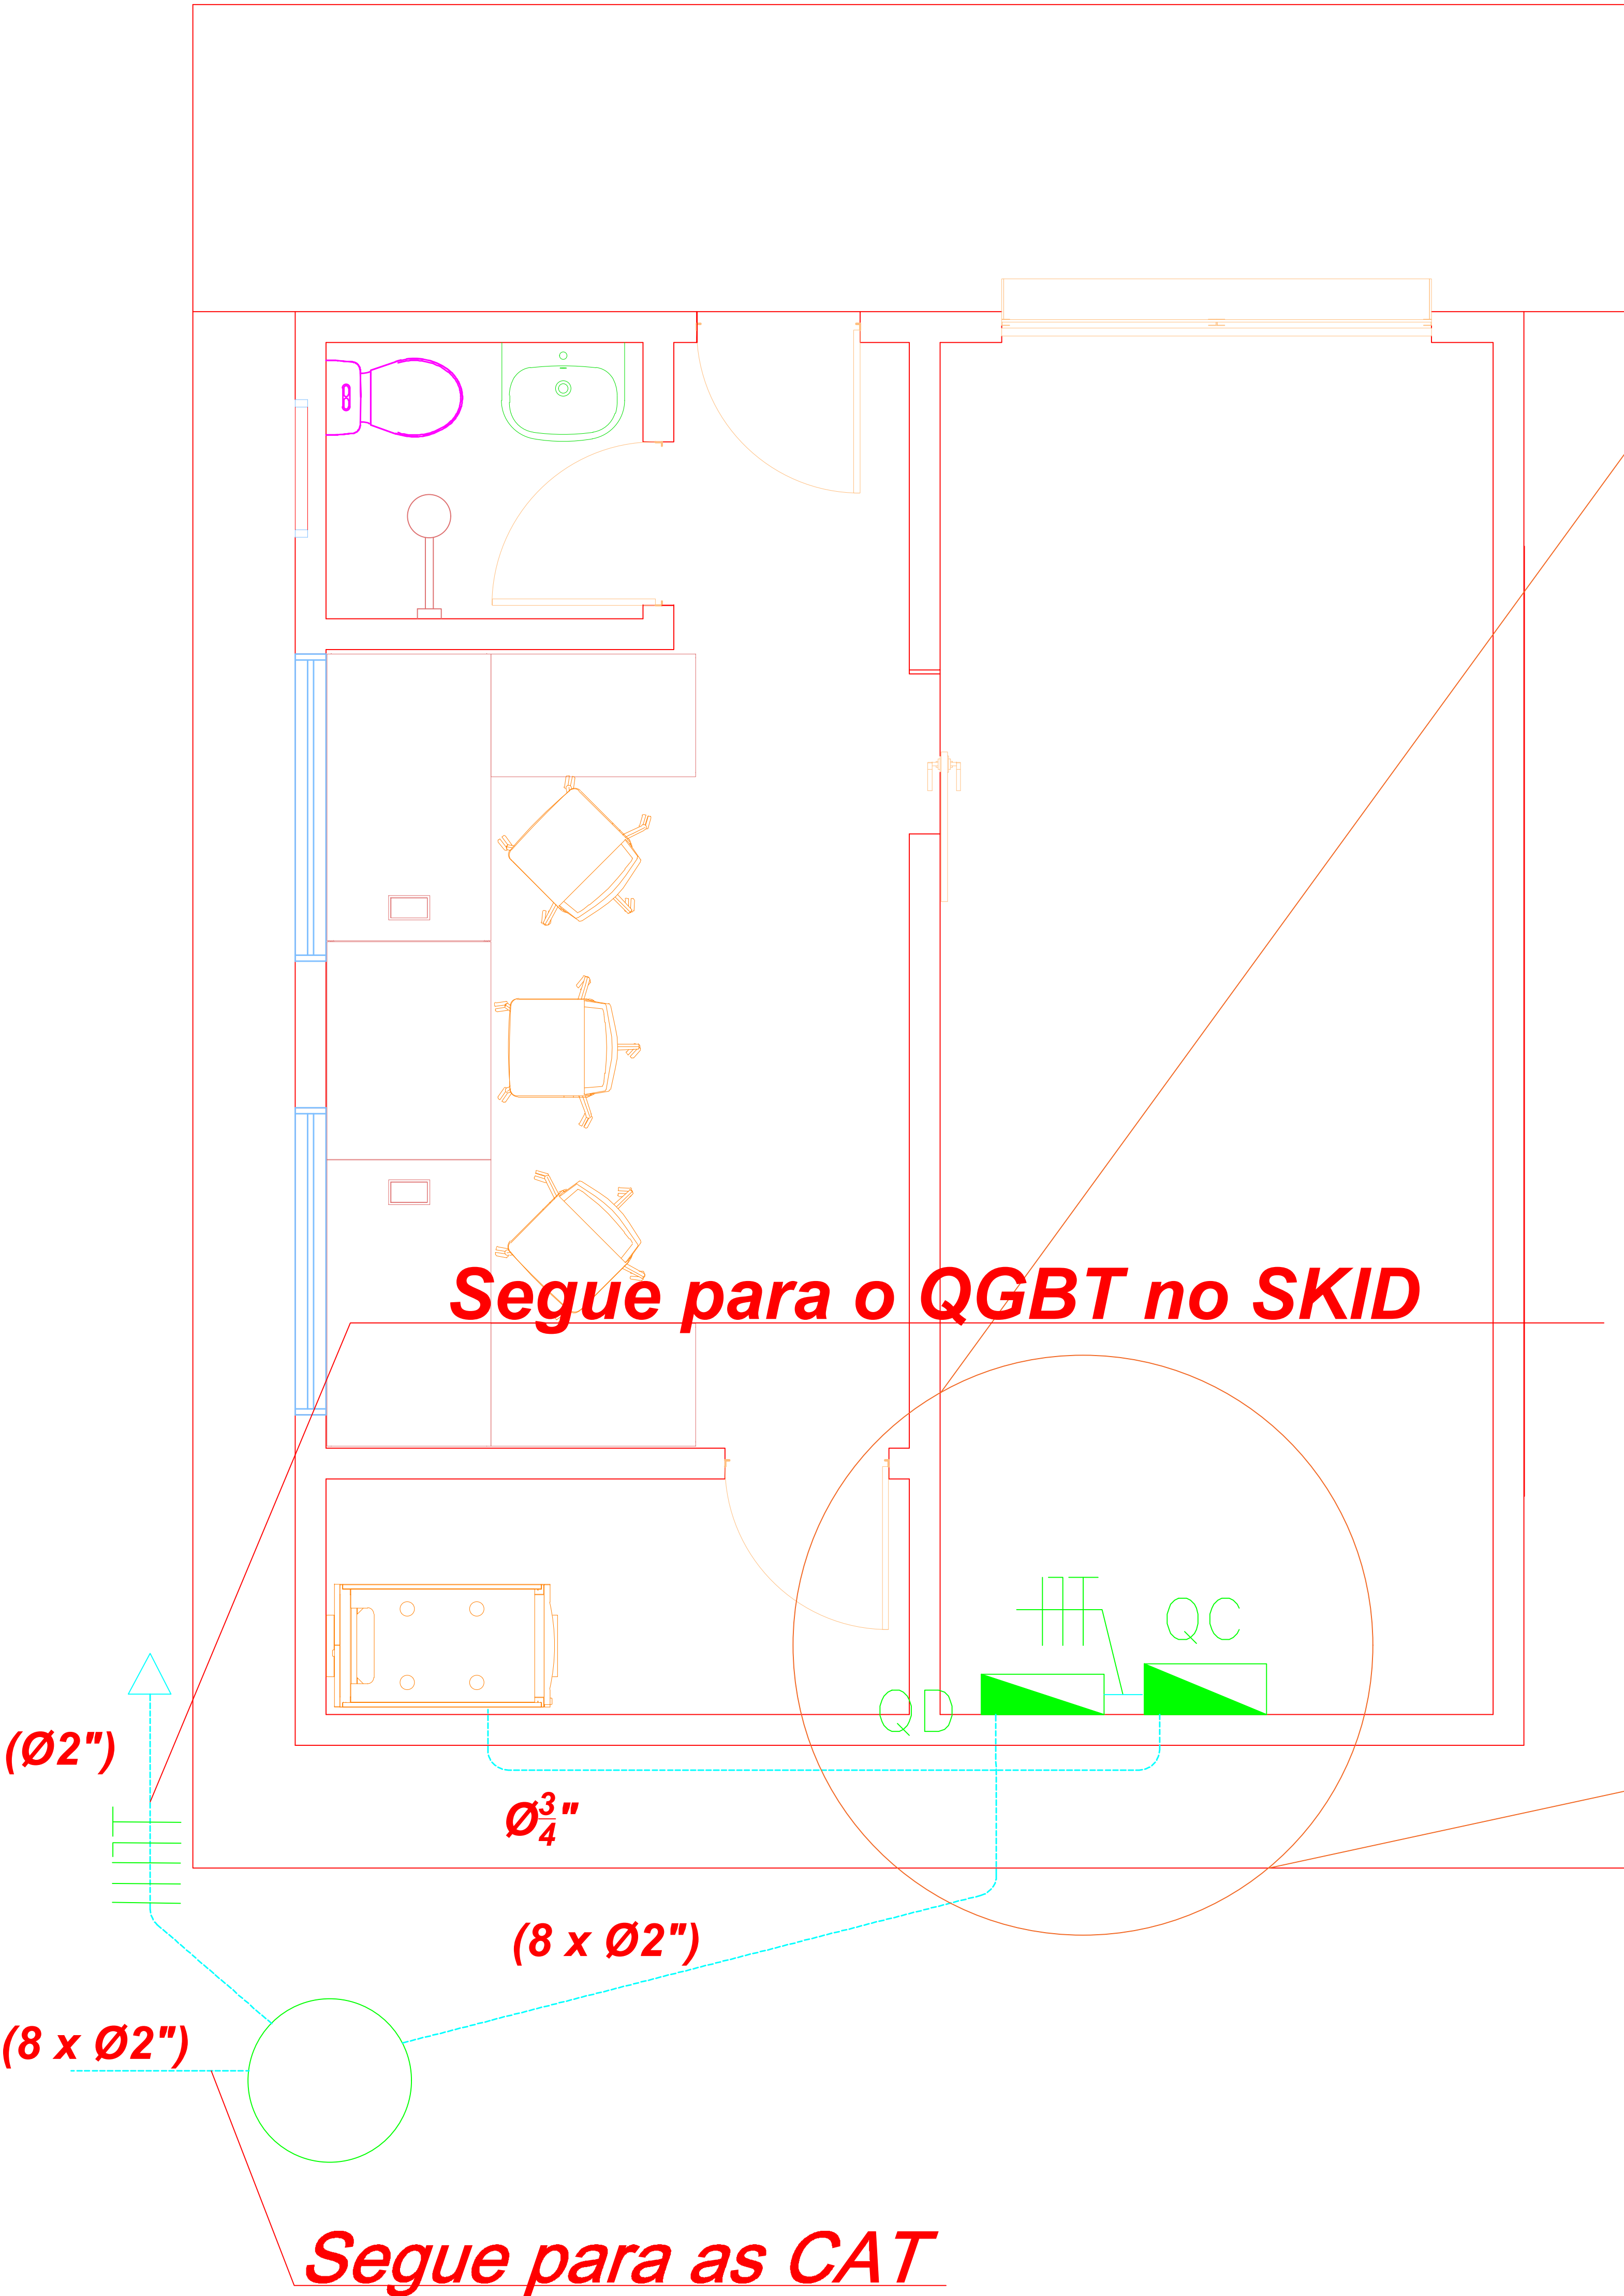 Segue para o QGBT no SKID
QC
QD
(Ø2")
Ø3/4"
(8 x Ø2")
(8 x Ø2")
Segue para as CAT